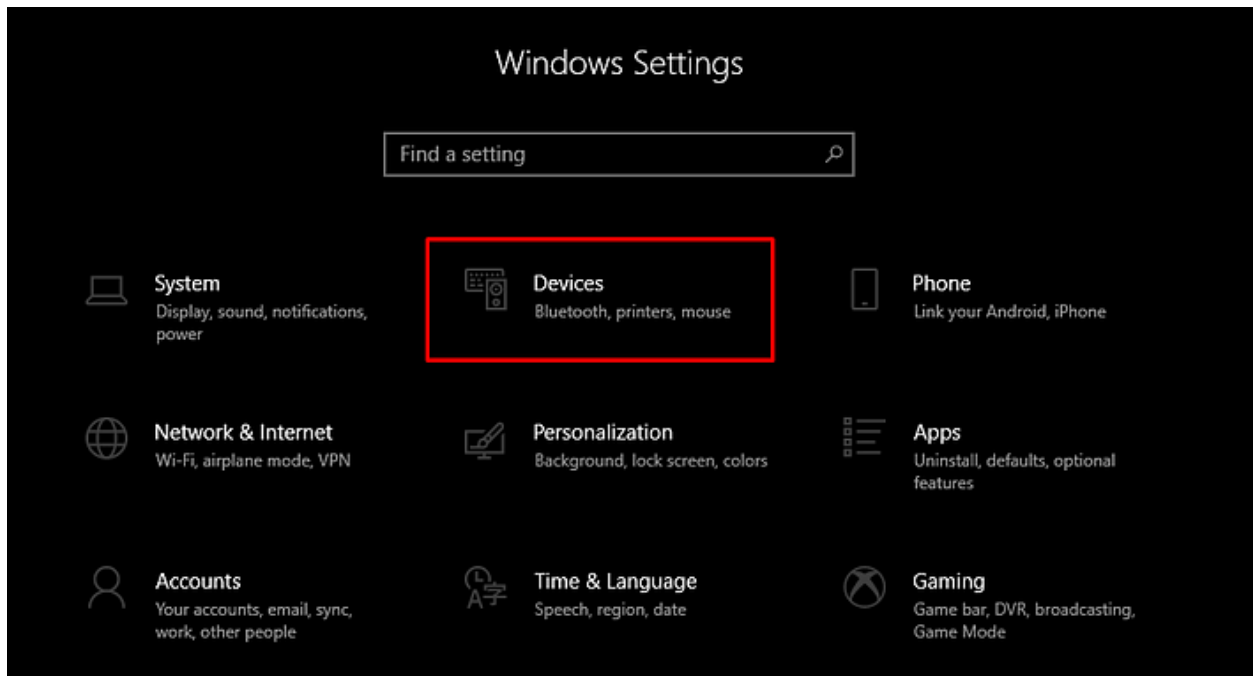 Windows Settings
Find a setting
System
Display, sound, notifications,
power
Devices
Bluetooth, printers, mouse
Phone
Link your Android, iPhone
Network & Internet
Wi-Fi, airplane mode, VPN
Personalization
Background, lock screen, colors
Apps
Uninstall, defaults, optional
features
Accounts
Your accounts, email, sync,
work, other people
Time & Language
Speech, region, date
Gaming
Game bar, DVR, broadcasting,
Game Mode